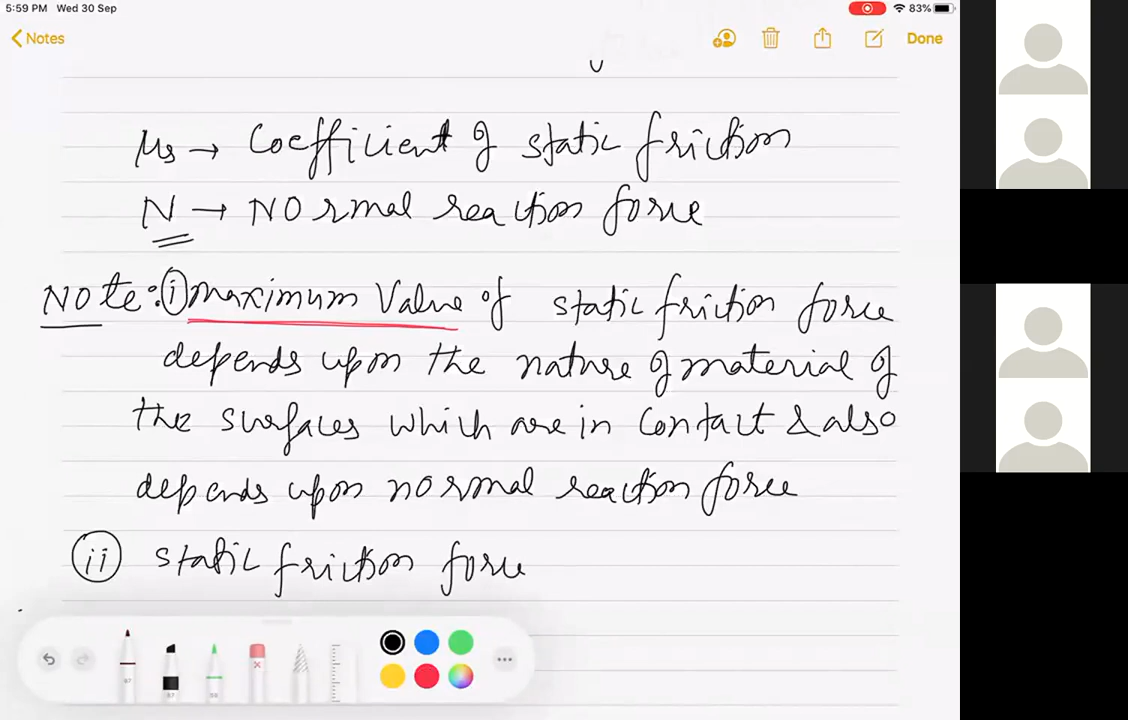 5:59 PM Wed 30 Sep 83%
Notes Done
μs → Coefficient of static friction
N → Normal reaction force
Note: (i) Maximum Value of static friction force
depends upon the nature of material of
the surfaces which are in contact & also
depends upon normal reaction force
(ii) static friction force